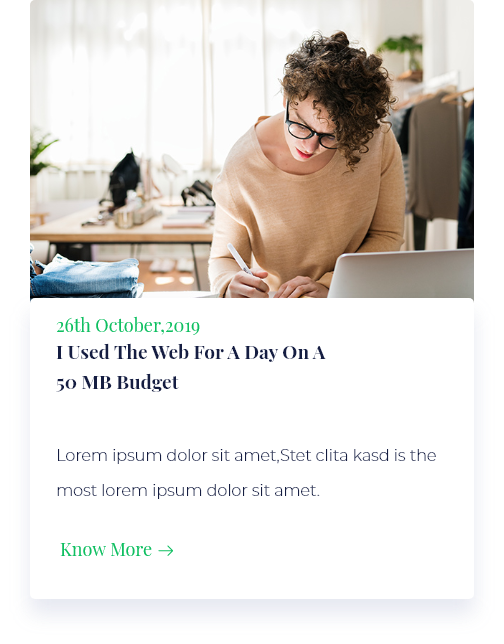 26th October,2019
I Used The Web For A Day On A
50 MB Budget
Lorem ipsum dolor sit amet,Stet clita kasd is the
most lorem ipsum dolor sit amet.
Know More →